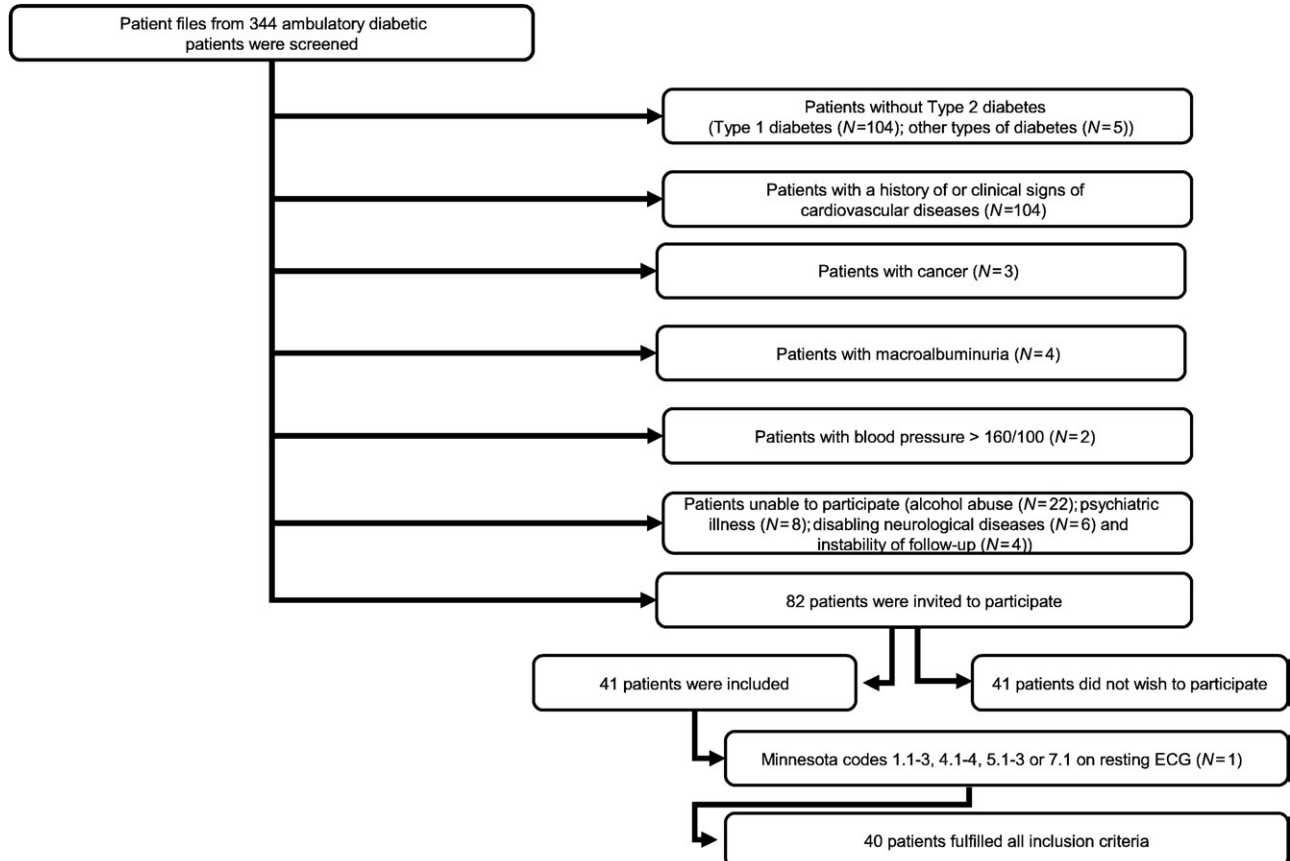 Patient files from 344 ambulatory diabetic
patients were screened
Patients without Type 2 diabetes
(Type 1 diabetes (N=104); other types of diabetes (N=5))
Patients with a history of or clinical signs of
cardiovascular diseases (N=104)
Patients with cancer (N=3)
Patients with macroalbuminuria (N=4)
Patients with blood pressure > 160/100 (N=2)
Patients unable to participate (alcohol abuse (N=22); psychiatric
illness (N=8); disabling neurological diseases (N=6) and
instability of follow-up (N=4))
82 patients were invited to participate
41 patients were included
41 patients did not wish to participate
Minnesota codes 1.1-3, 4.1-4, 5.1-3 or 7.1 on resting ECG (N=1)
40 patients fulfilled all inclusion criteria